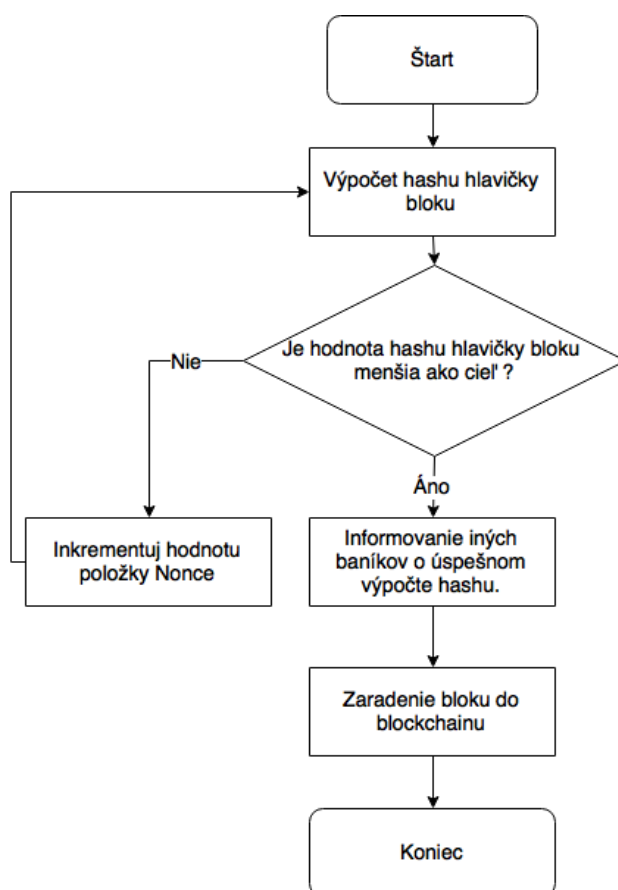 Štart
Výpočet hashu hlavičky
bloku
Je hodnota hashu hlavičky bloku
menšia ako cieľ ?
Nie
Áno
Inkrementuj hodnotu
položky Nonce
Informovanie iných
baníkov o úspešnom
výpočte hashu.
Zaradenie bloku do
blockchainu
Koniec